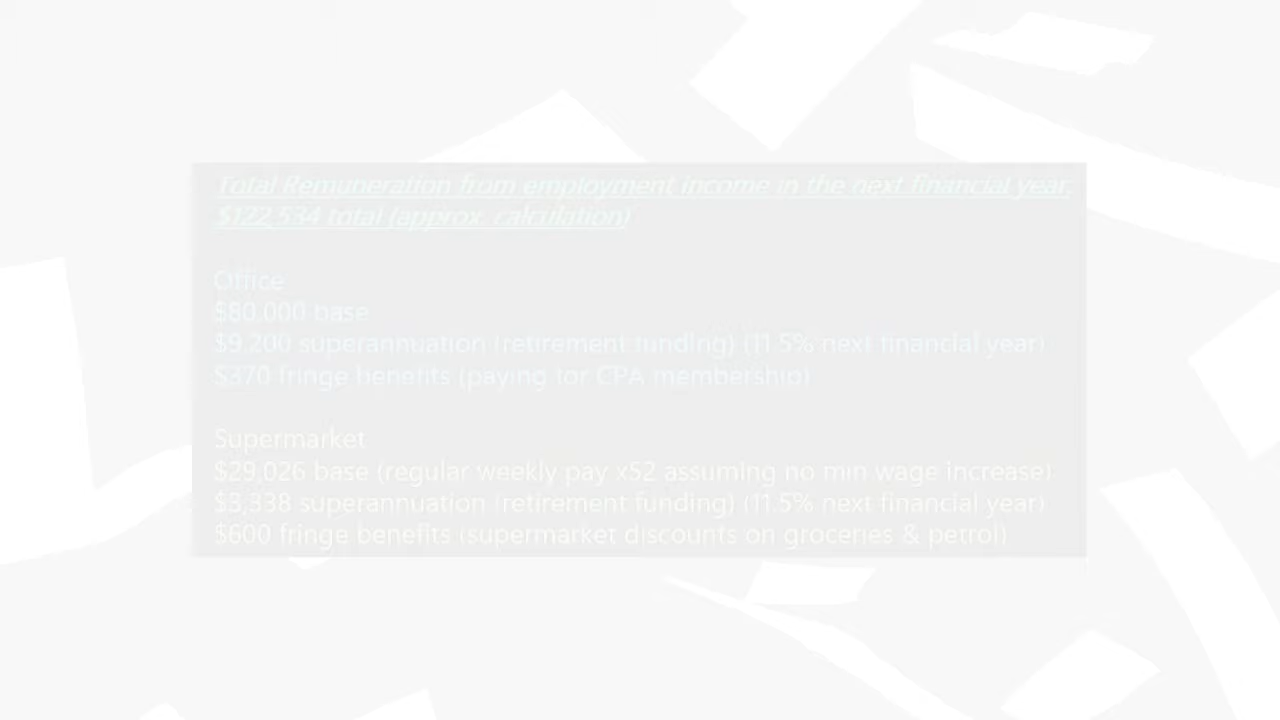 Total Remuneration from employment income in the next financial year.
$122,534 total (approx. calculation)
Office
$80,000 base
$9,200 superannuation (retirement funding) (11.5% next financial year)
$370 fringe benefits (paying for CPA membership)
Supermarket
$29,026 base (regular weekly pay x52 assuming no min wage increase)
$3,338 superannuation (retirement funding) (11.5% next financial year)
$600 fringe benefits (supermarket discounts on groceries & petrol)